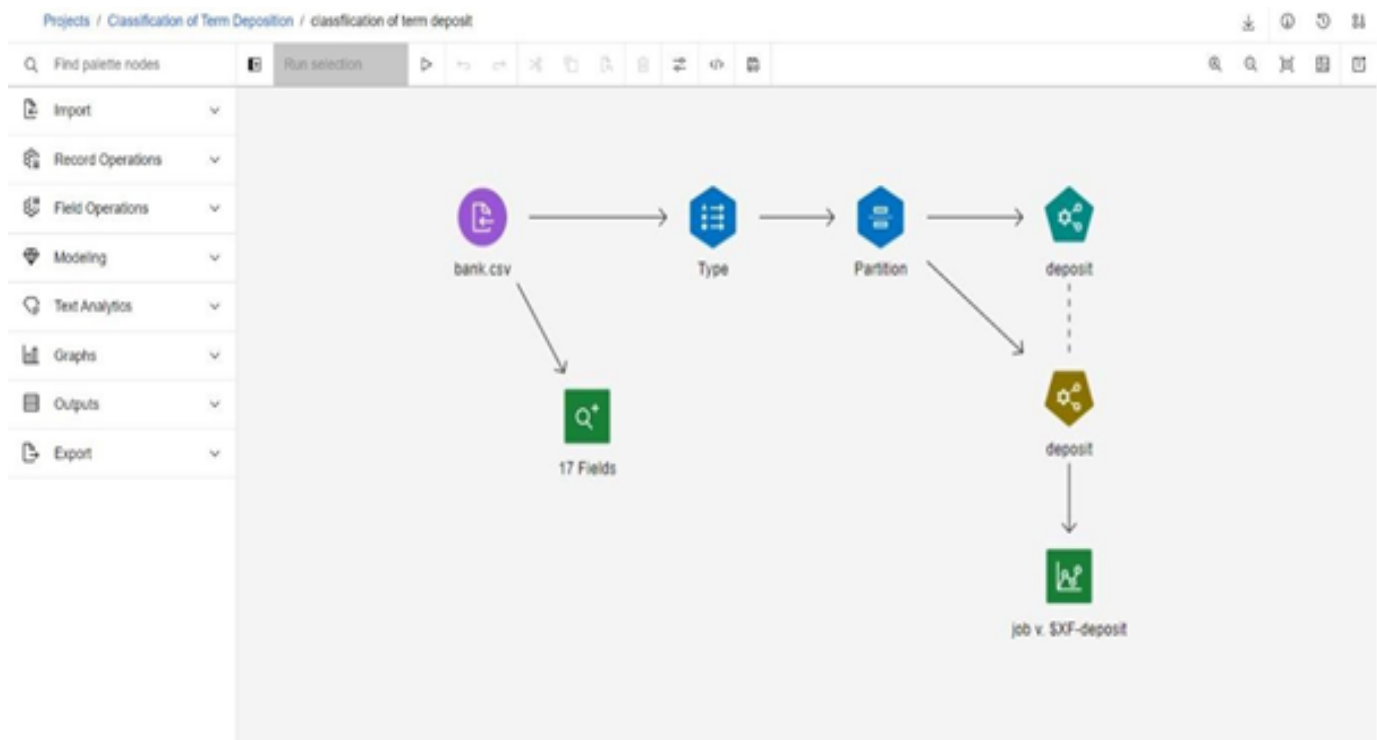 Projects / Classification of Term Deposition / classflication of term deposit
Find palette nodes
Run selection
Import
Record Operations
Field Operations
Modeling
Text Analytics
Graphs
Outputs
Export
bank.csv
Type
Partition
deposit
17 Fields
deposit
job v. $XF-deposit